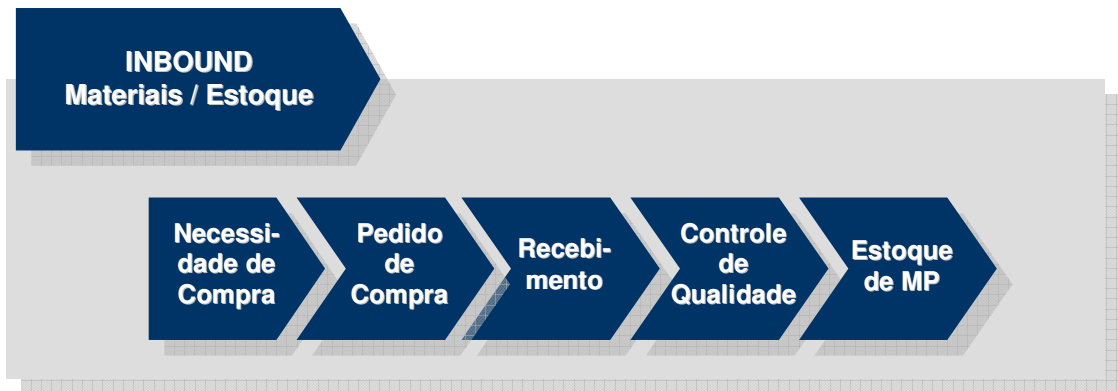 INBOUND
Materiais / Estoque
Necessi-
dade de
Compra
Pedido
de
Compra
Recebi-
mento
Controle
de
Qualidade
Estoque
de MP